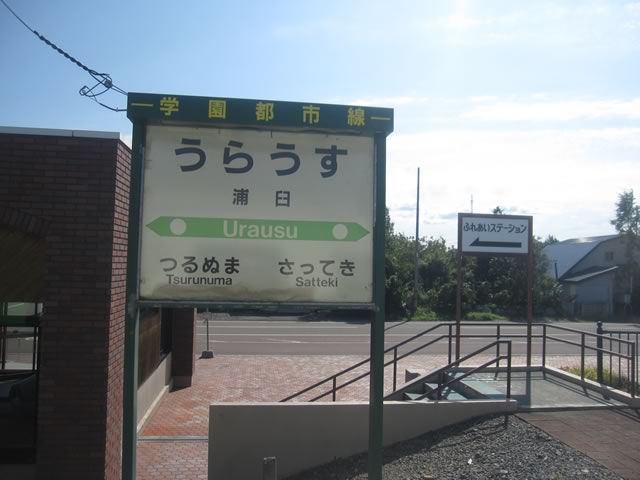 学園都市線
うらうす
浦臼
Urausu
つるぬま さってき
Tsurunuma Satteki
ふれあいステーション